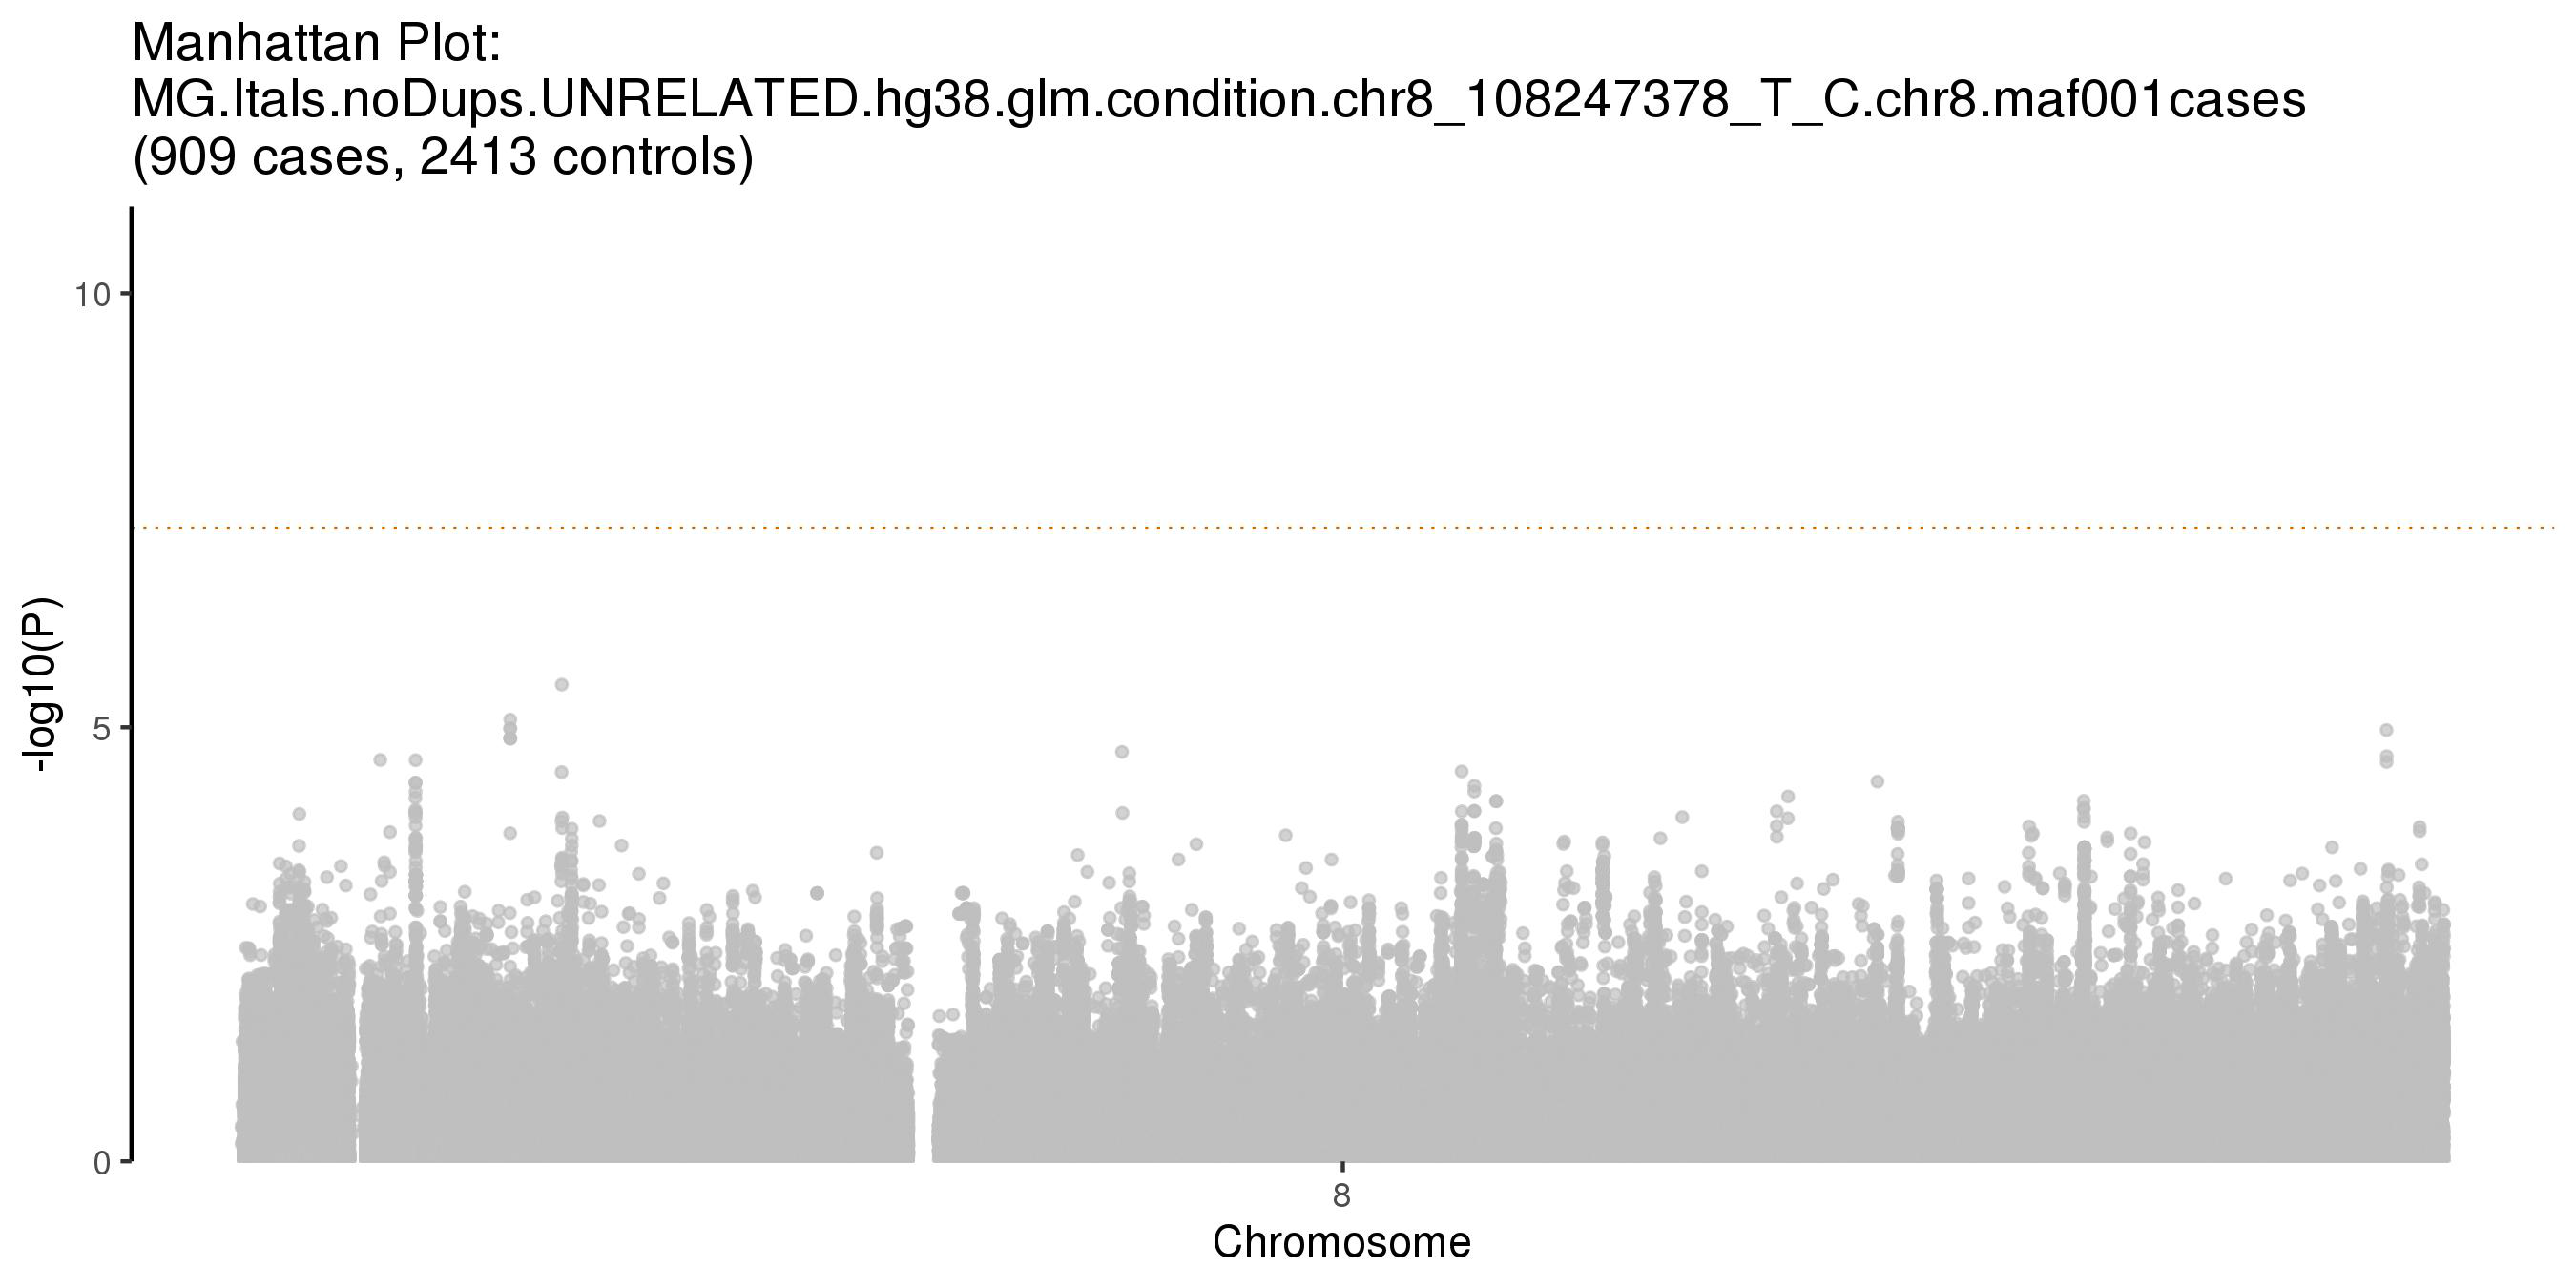 Manhattan Plot:
MG.Itals.noDups.UNRELATED.hg38.glm.condition.chr8_108247378_T_C.chr8.maf001cases
(909 cases, 2413 controls)
10
5
0
-log10(P)
8
Chromosome